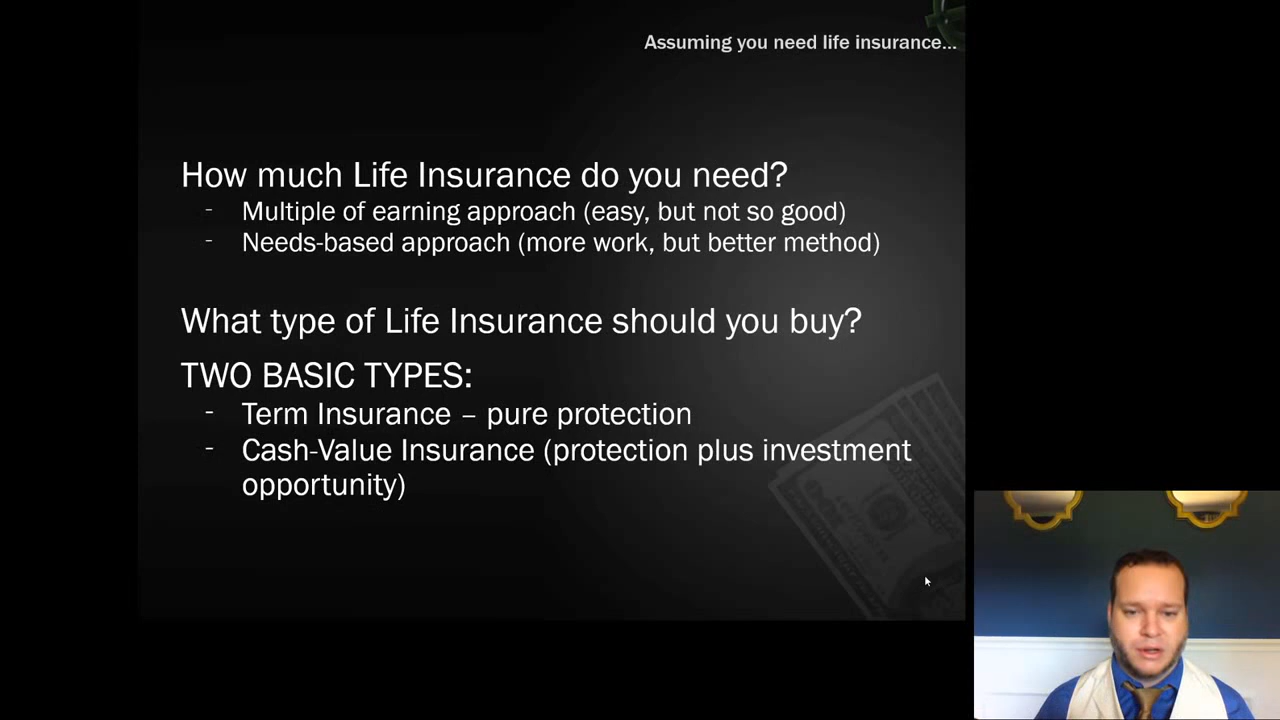 Assuming you need life insurance...
How much Life Insurance do you need?
- Multiple of earning approach (easy, but not so good)
- Needs-based approach (more work, but better method)
What type of Life Insurance should you buy?
TWO BASIC TYPES:
- Term Insurance – pure protection
- Cash-Value Insurance (protection plus investment
opportunity)